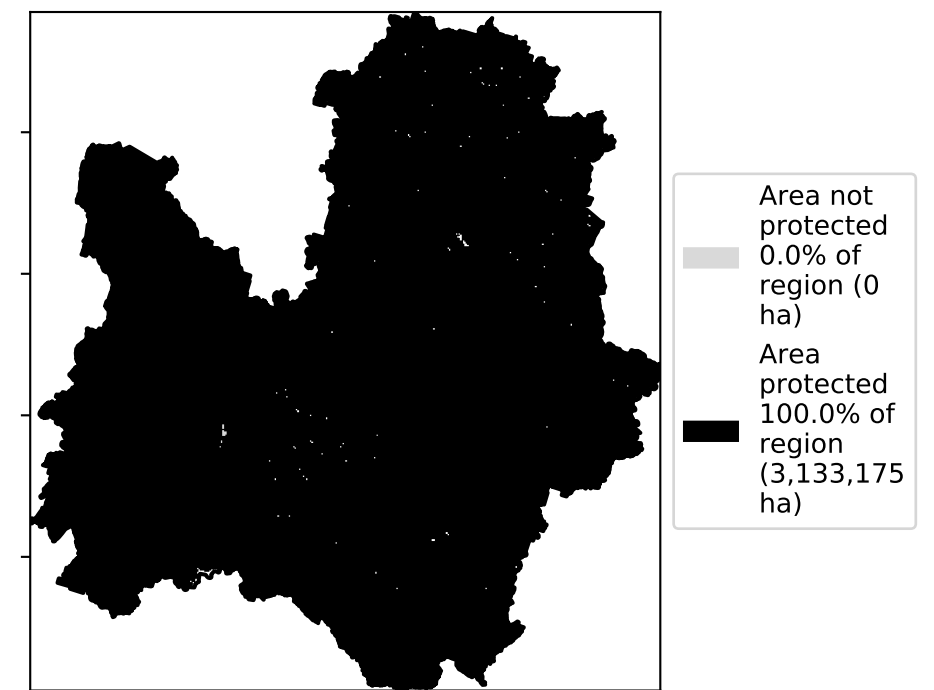 Area not
protected
0.0% of
region (0
ha)
Area
protected
100.0% of
region
(3,133,175
ha)